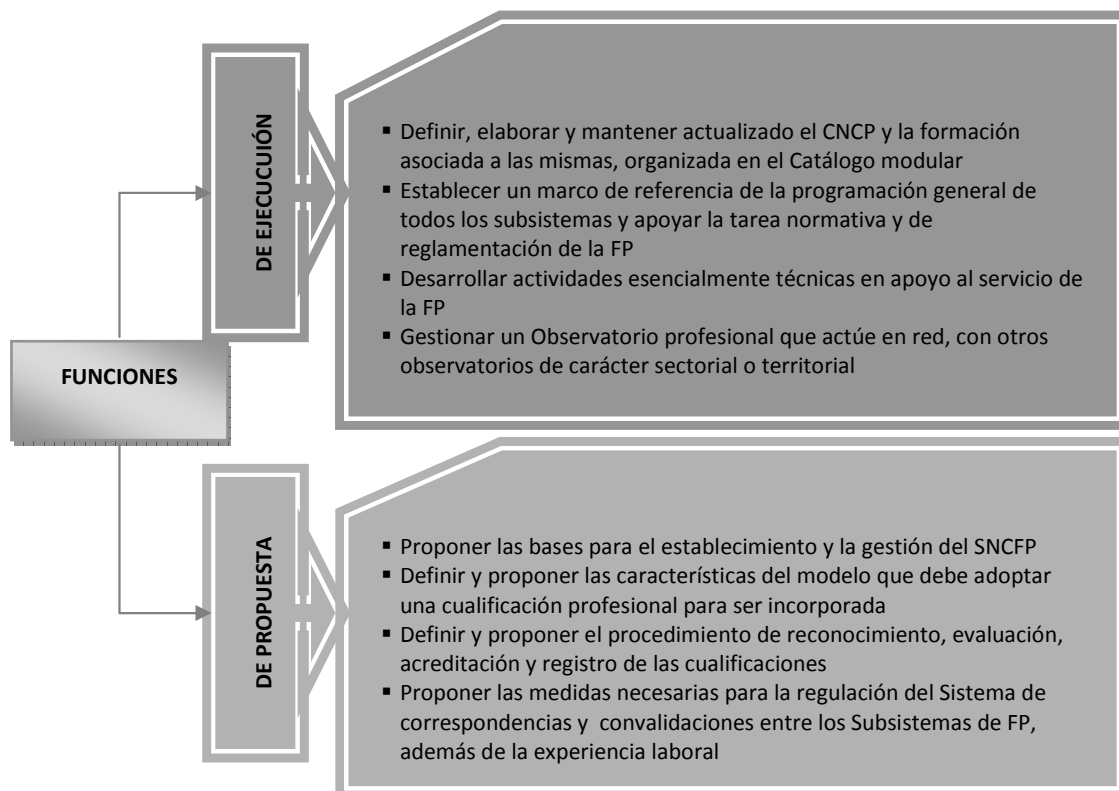 FUNCIONES
DE EJECUCUIÓN
▪ Definir, elaborar y mantener actualizado el CNCP y la formación
asociada a las mismas, organizada en el Catálogo modular
▪ Establecer un marco de referencia de la programación general de
todos los subsistemas y apoyar la tarea normativa y de
reglamentación de la FP
▪ Desarrollar actividades esencialmente técnicas en apoyo al servicio de
la FP
▪ Gestionar un Observatorio profesional que actúe en red, con otros
observatorios de carácter sectorial o territorial
DE PROPUESTA
▪ Proponer las bases para el establecimiento y la gestión del SNCFP
▪ Definir y proponer las características del modelo que debe adoptar
una cualificación profesional para ser incorporada
▪ Definir y proponer el procedimiento de reconocimiento, evaluación,
acreditación y registro de las cualificaciones
▪ Proponer las medidas necesarias para la regulación del Sistema de
correspondencias y convalidaciones entre los Subsistemas de FP,
además de la experiencia laboral